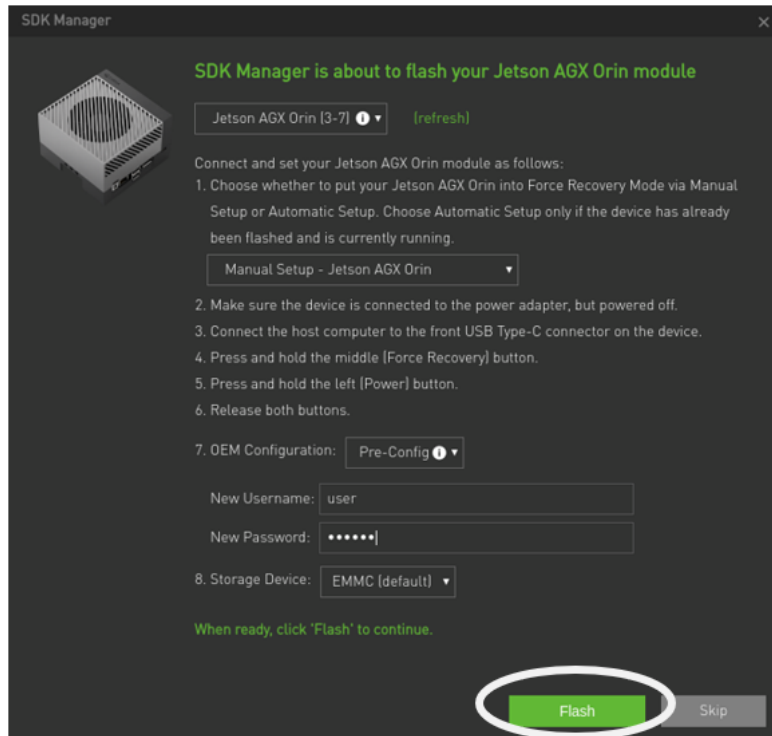 SDK Manager
SDK Manager is about to flash your Jetson AGX Orin module
Jetson AGX Orin [3-7]
(refresh)
Connect and set your Jetson AGX Orin module as follows:
1. Choose whether to put your Jetson AGX Orin into Force Recovery Mode via Manual
Setup or Automatic Setup. Choose Automatic Setup only if the device has already
been flashed and is currently running.
Manual Setup - Jetson AGX Orin
2. Make sure the device is connected to the power adapter, but powered off.
3. Connect the host computer to the front USB Type-C connector on the device.
4. Press and hold the middle (Force Recovery) button.
5. Press and hold the left (Power) button.
6. Release both buttons.
7. OEM Configuration: Pre-Config
New Username: user
New Password: ••••••
8. Storage Device: EMMC (default)
When ready, click 'Flash' to continue.
Flash
Skip